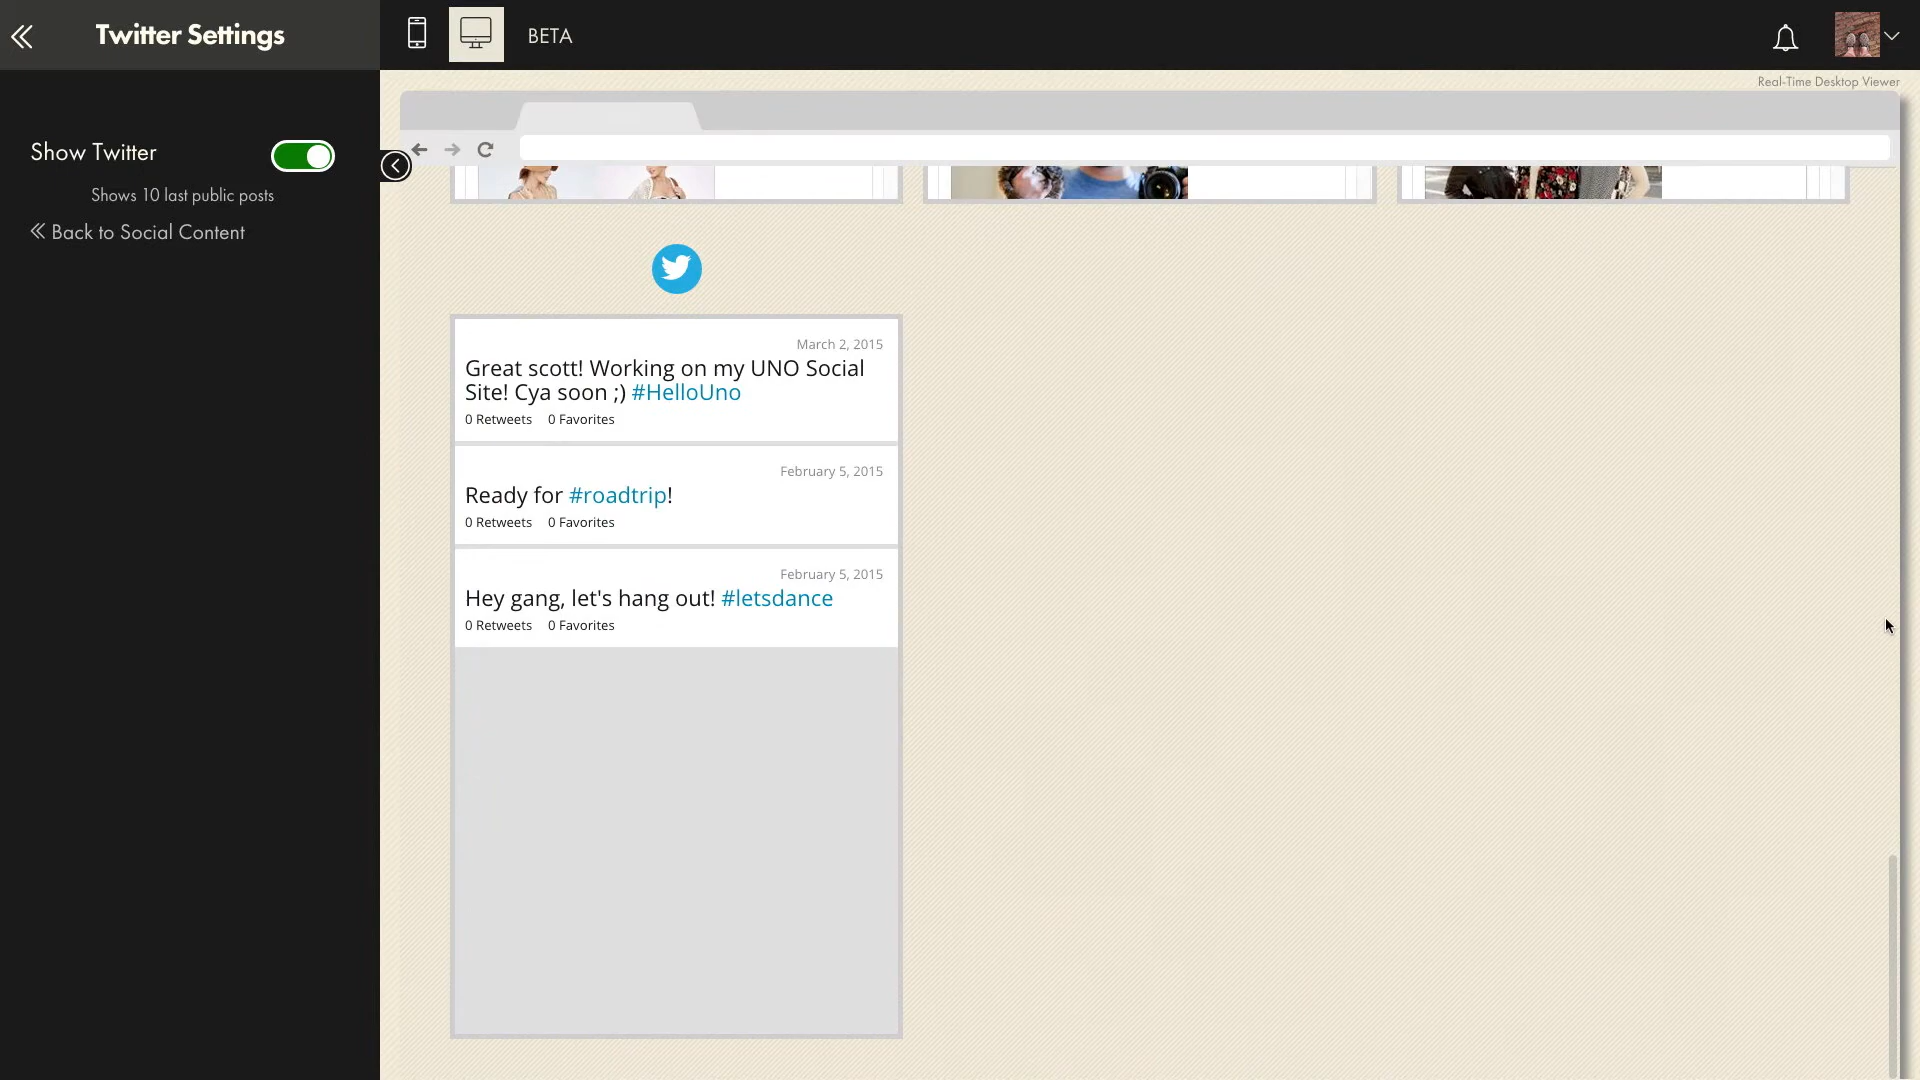 Twitter Settings
BETA
Real-Time Desktop Viewer
Show Twitter
Shows 10 last public posts
Back to Social Content
March 2, 2015
Great scott! Working on my UNO Social
Site! Cya soon ;) #HelloUno
0 Retweets 0 Favorites
February 5, 2015
Ready for #roadtrip!
0 Retweets 0 Favorites
February 5, 2015
Hey gang, let's hang out! #letsdance
0 Retweets 0 Favorites